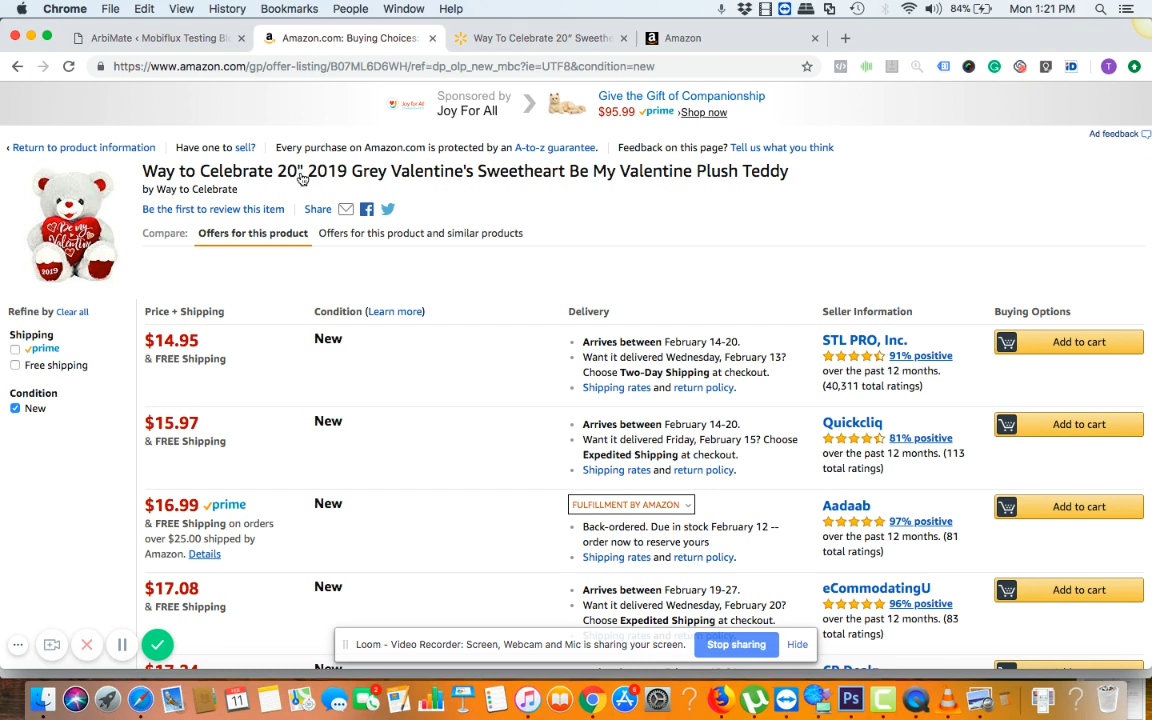 Chrome File Edit View History Bookmarks People Window Help 84% Mon 1:21 PM
ArbiMate ‹ Mobiflux Testing Blo × Amazon.com: Buying Choices: × Way To Celebrate 20" Sweethe × Amazon × +
https://www.amazon.com/gp/offer-listing/B07ML6D6WH/ref=dp_olp_new_mbc?ie=UTF8&condition=new
Sponsored by
Joy For All
Joy For All
Give the Gift of Companionship
$95.99 prime ›Shop now
Ad feedback
‹ Return to product information Have one to sell? Every purchase on Amazon.com is protected by an A-to-z guarantee. Feedback on this page? Tell us what you think
Way to Celebrate 20" 2019 Grey Valentine's Sweetheart Be My Valentine Plush Teddy
by Way to Celebrate
Be the first to review this item Share
Compare: Offers for this product Offers for this product and similar products
Be my
Valentine
2019
Refine by Clear all
Shipping
prime
Free shipping
Condition
New
Price + Shipping Condition (Learn more) Delivery Seller Information Buying Options
$14.95
& FREE Shipping
New
• Arrives between February 14-20.
• Want it delivered Wednesday, February 13?
Choose Two-Day Shipping at checkout.
• Shipping rates and return policy.
STL PRO, Inc.
91% positive
over the past 12 months.
(40,311 total ratings)
Add to cart
$15.97
& FREE Shipping
New
• Arrives between February 14-20.
• Want it delivered Friday, February 15? Choose
Expedited Shipping at checkout.
• Shipping rates and return policy.
Quickcliq
81% positive
over the past 12 months. (113
total ratings)
Add to cart
$16.99 prime
& FREE Shipping on orders
over $25.00 shipped by
Amazon. Details
New
FULFILLMENT BY AMAZON
• Back-ordered. Due in stock February 12 --
order now to reserve yours
• Shipping rates and return policy.
Aadaab
97% positive
over the past 12 months. (81
total ratings)
Add to cart
$17.08
& FREE Shipping
New
• Arrives between February 19-27.
• Want it delivered Wednesday, February 20?
Choose Expedited Shipping at checkout.
• Shipping rates and return policy.
eCommodatingU
96% positive
over the past 12 months. (83
total ratings)
Add to cart
Loom - Video Recorder: Screen, Webcam and Mic is sharing your screen. Stop sharing Hide